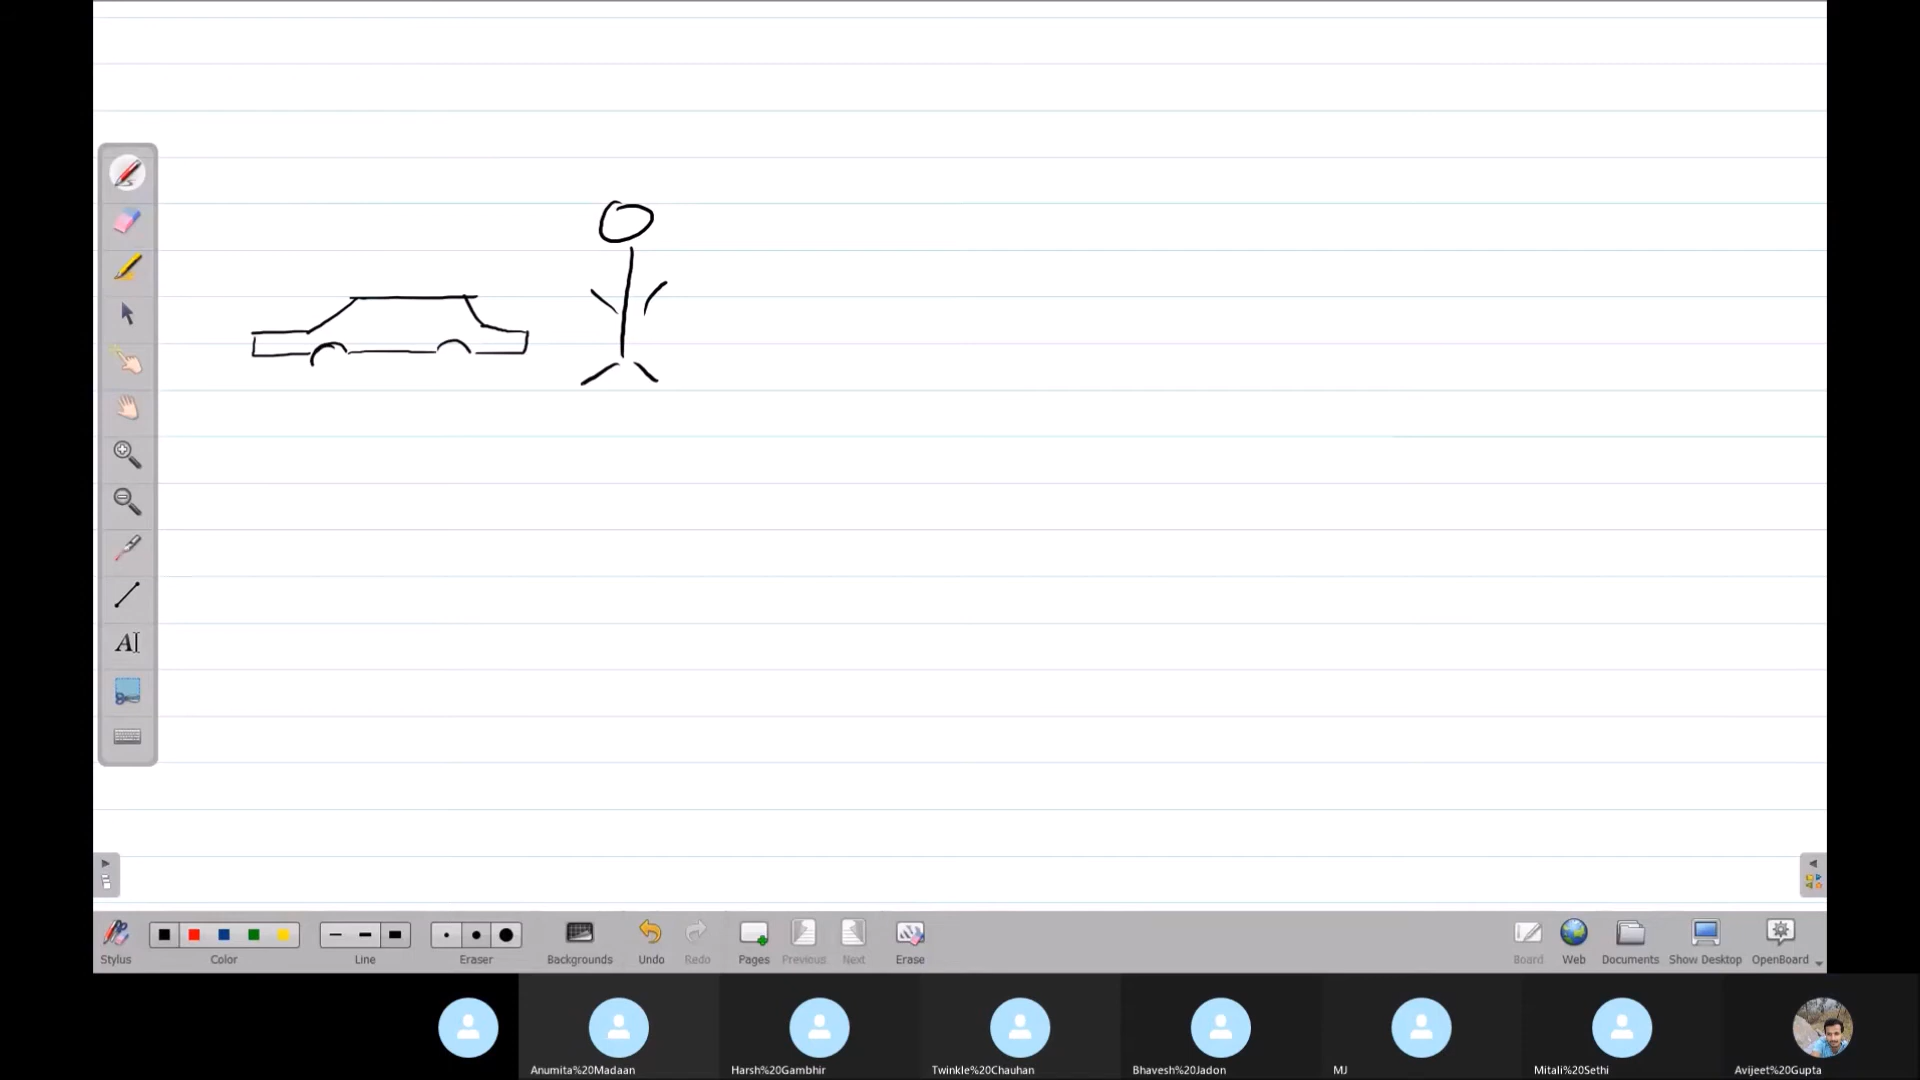 AI
Stylus
Color
Line
Eraser
Backgrounds
Undo
Redo
Pages
Previous
Next
Erase
Board
Web
Documents
Show Desktop
OpenBoard
Anumita%20Madaan
Harsh%20Gambhir
Twinkle%20Chauhan
Bhavesh%20Jadon
MJ
Mitali%20Sethi
Avijeet%20Gupta